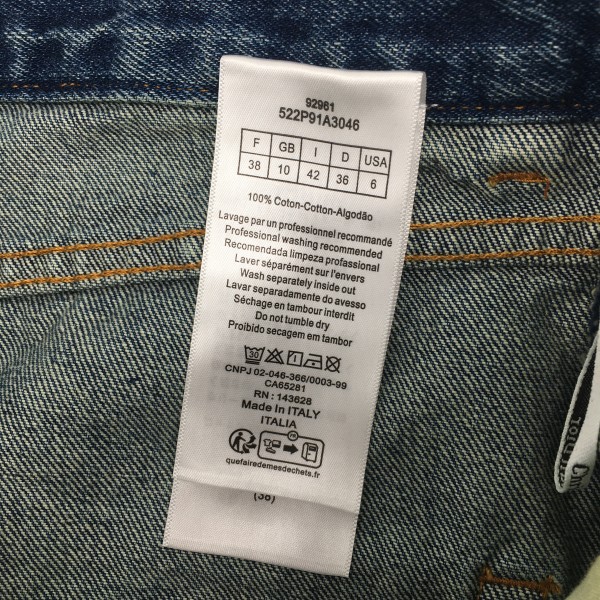 92961
522P91A3046
F GB I D USA
38 10 42 36 6
100% Coton-Cotton-Algodão
Lavage par un professionnel recommandé
Professional washing recommended
Recomendada limpeza profassional
Laver séparément sur l'envers
Wash separately inside out
Lavar separadamente do avesso
Séchage en tambour interdit
Do not tumble dry
Proibido secagem em tambor
30
CNPJ 02-046-366/0003-99
CA65281
RN : 143628
Made In ITALY
ITALIA
FR
quefairedemesdechets.fr
(38)